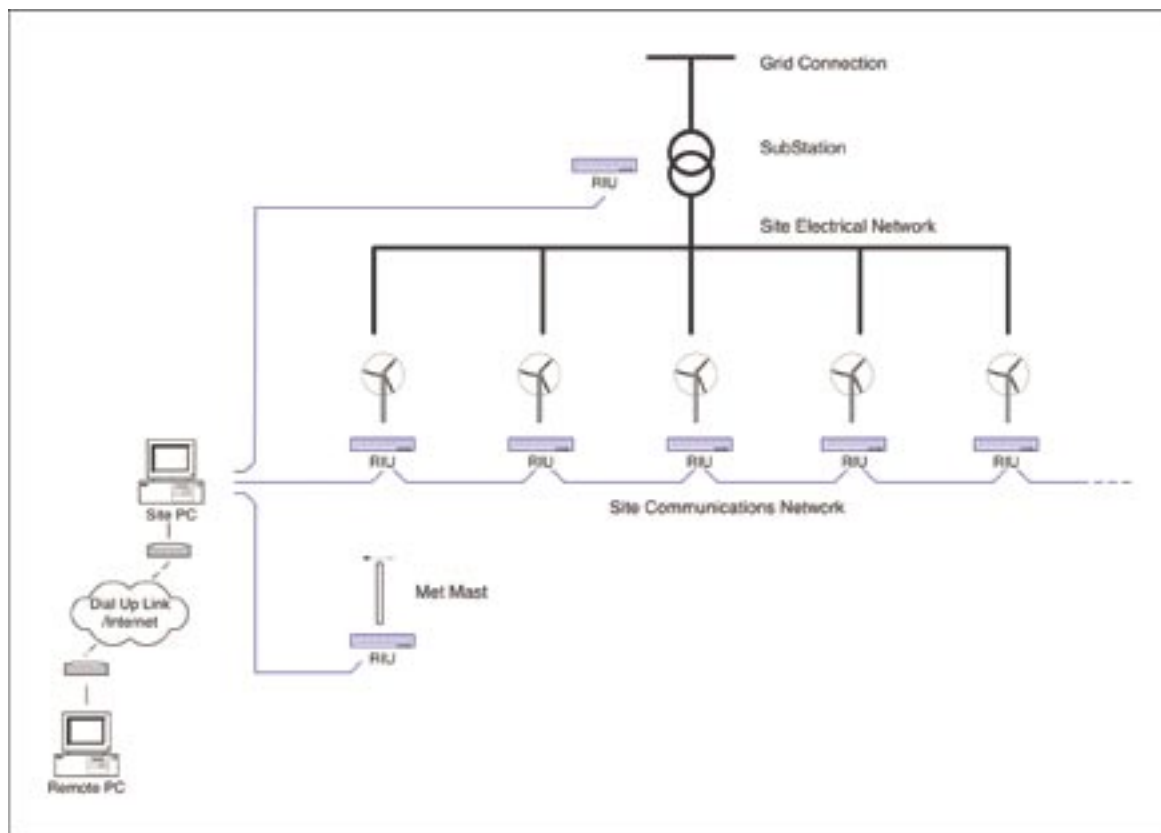 Grid Connection
SubStation
RIU
Site Electrical Network
RIU
RIU
RIU
RIU
RIU
Site PC
Site Communications Network
Dial Up Link
/Internet
Met Mast
RIU
Remote PC